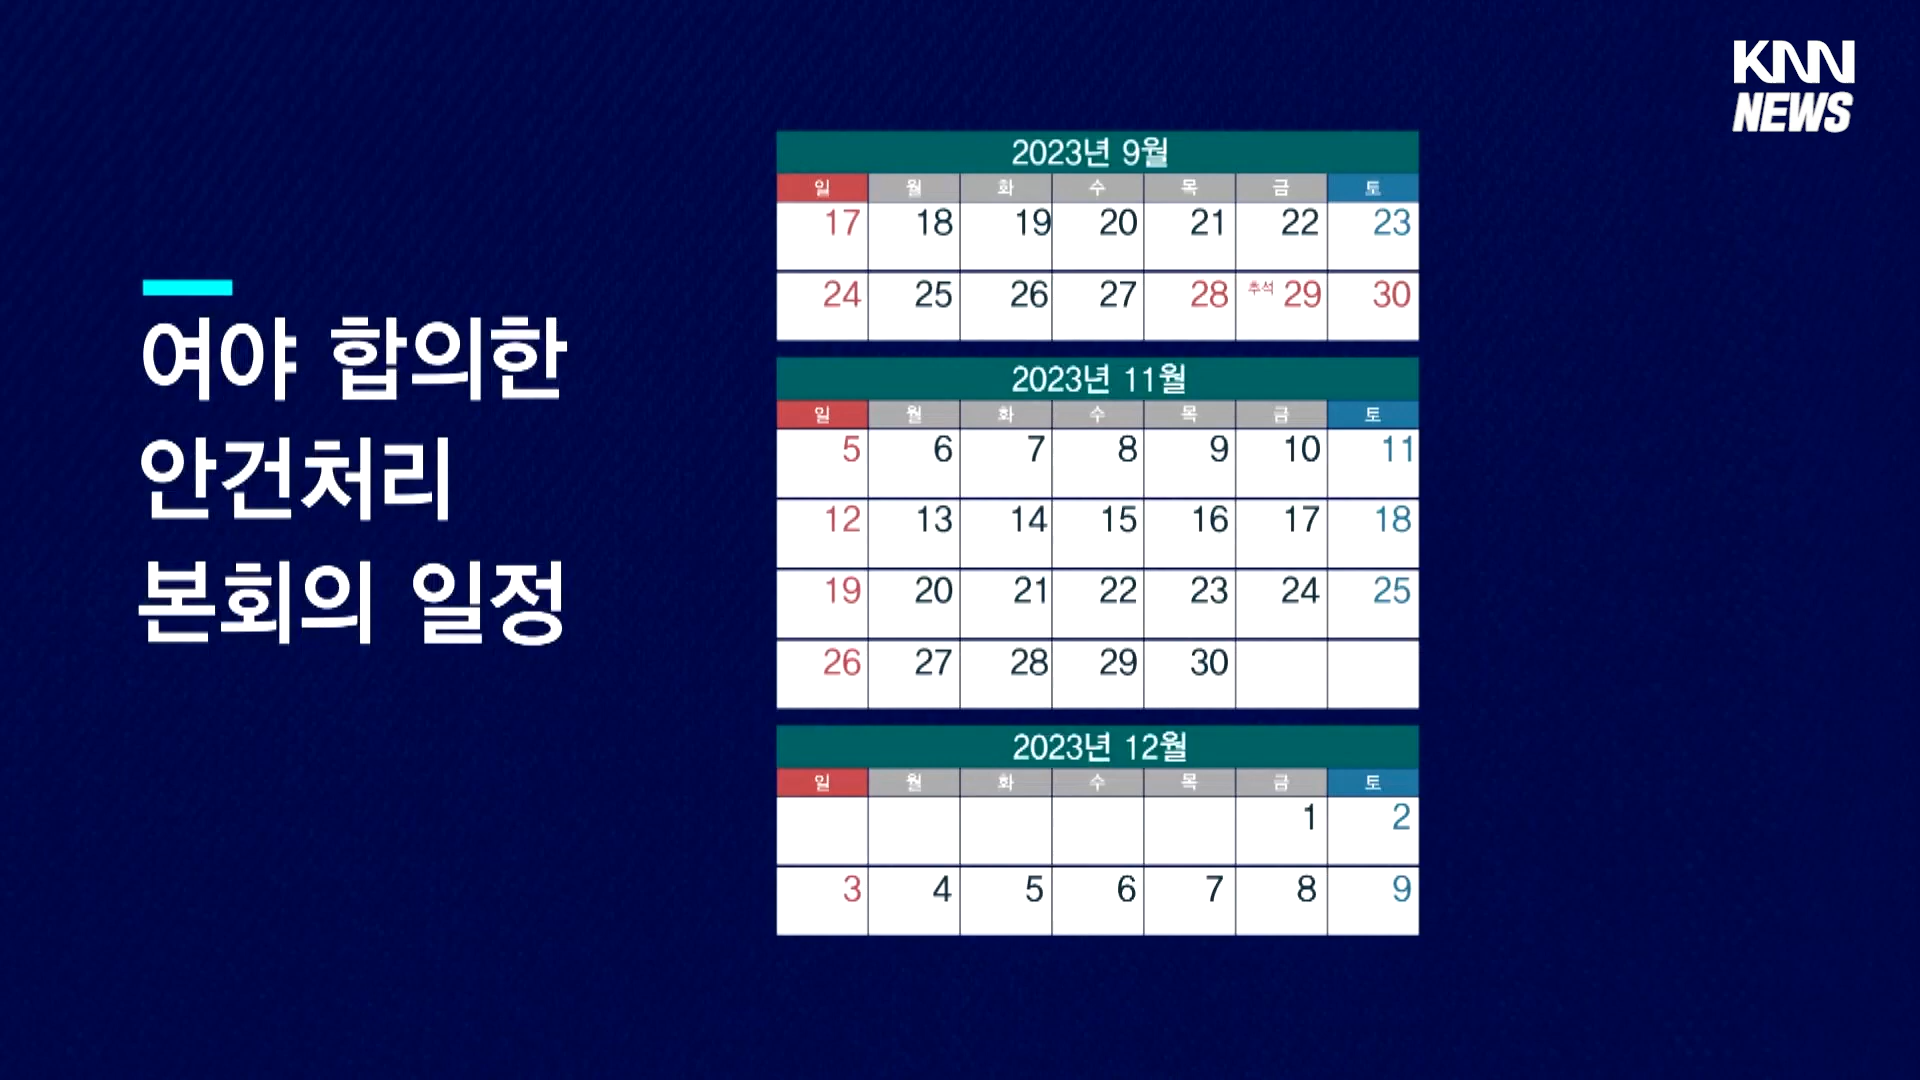 KNN
NEWS
여야 합의한
안건처리
본회의 일정
2023년 9월
일 월 화 수 목 금 토
17 18 19 20 21 22 23
24 25 26 27 28 추석 29 30
2023년 11월
일 월 화 수 목 금 토
5 6 7 8 9 10 11
12 13 14 15 16 17 18
19 20 21 22 23 24 25
26 27 28 29 30
2023년 12월
일 월 화 수 목 금 토
1 2
3 4 5 6 7 8 9